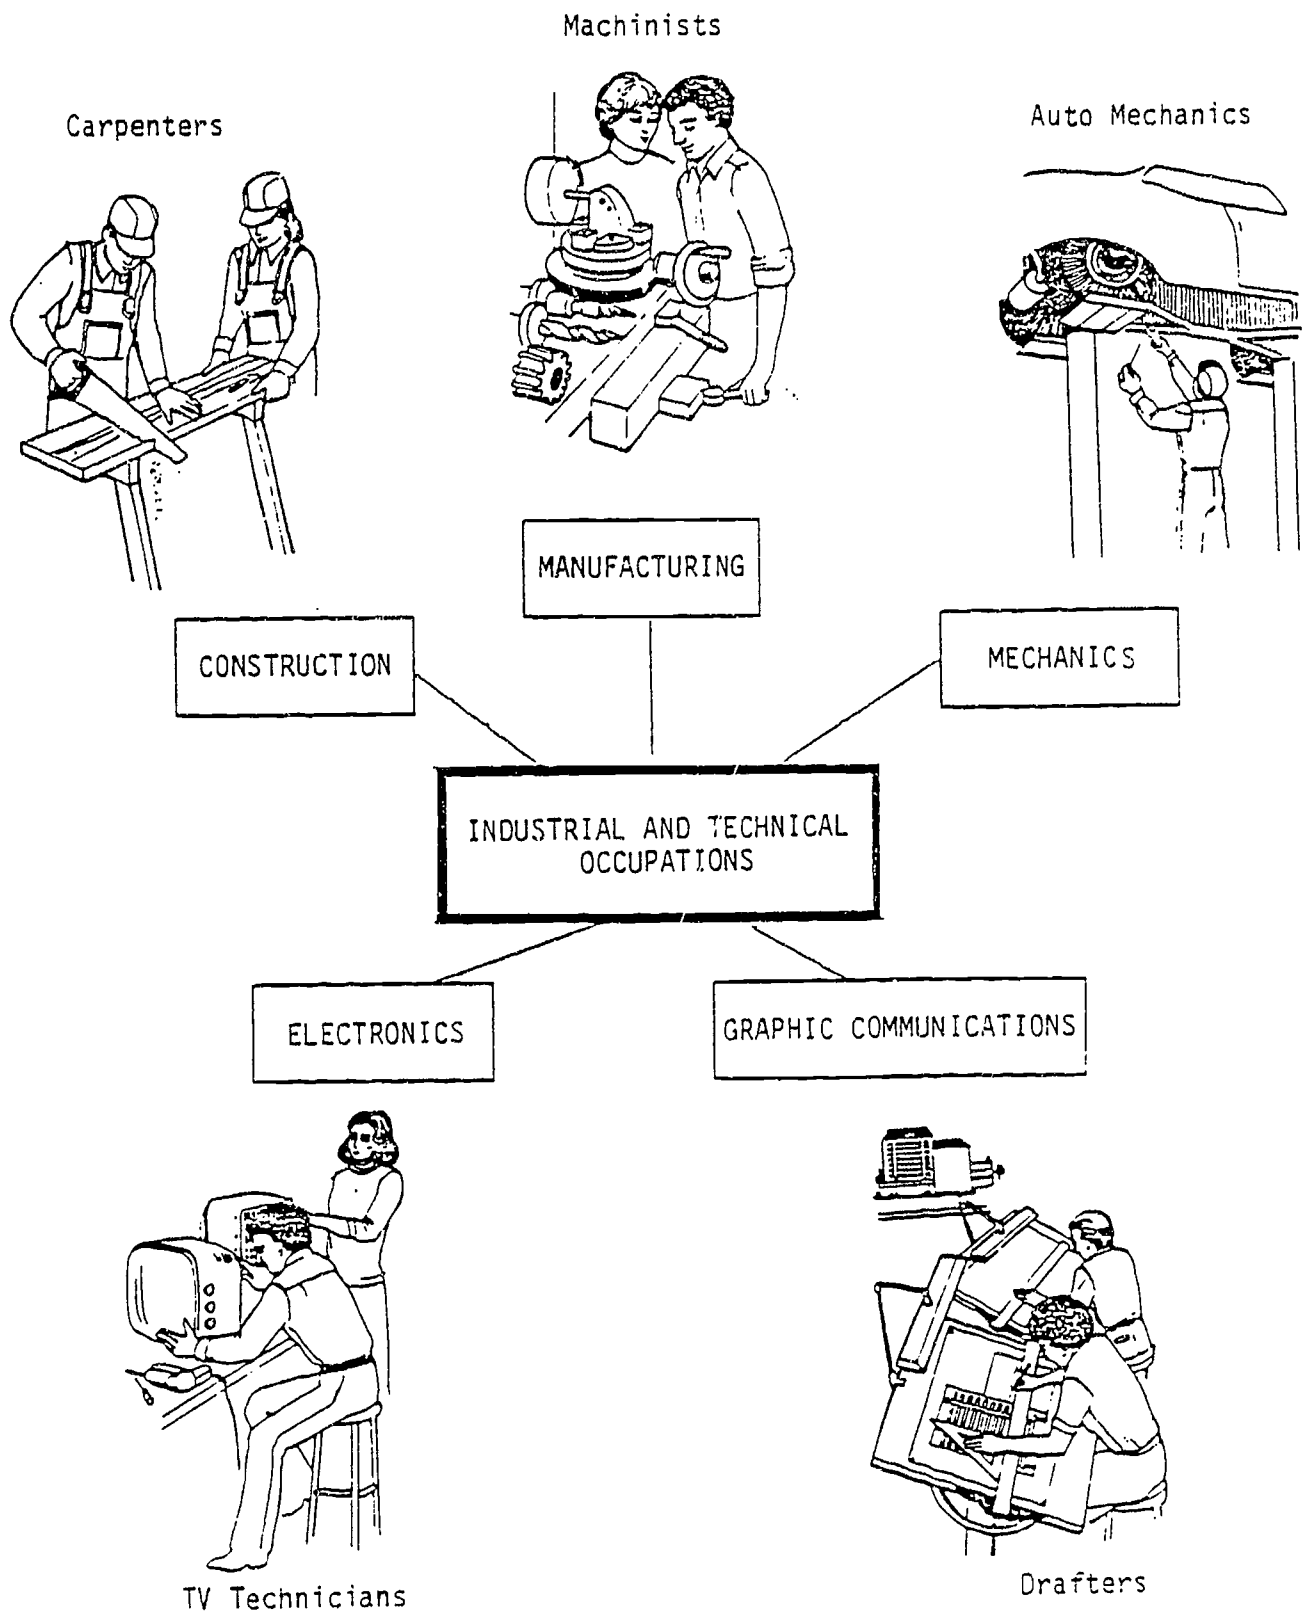 Machinists
Carpenters
Auto Mechanics
MANUFACTURING
CONSTRUCTION
MECHANICS
INDUSTRIAL AND TECHNICAL
OCCUPATIONS
ELECTRONICS
GRAPHIC COMMUNICATIONS
TV Technicians
Drafters